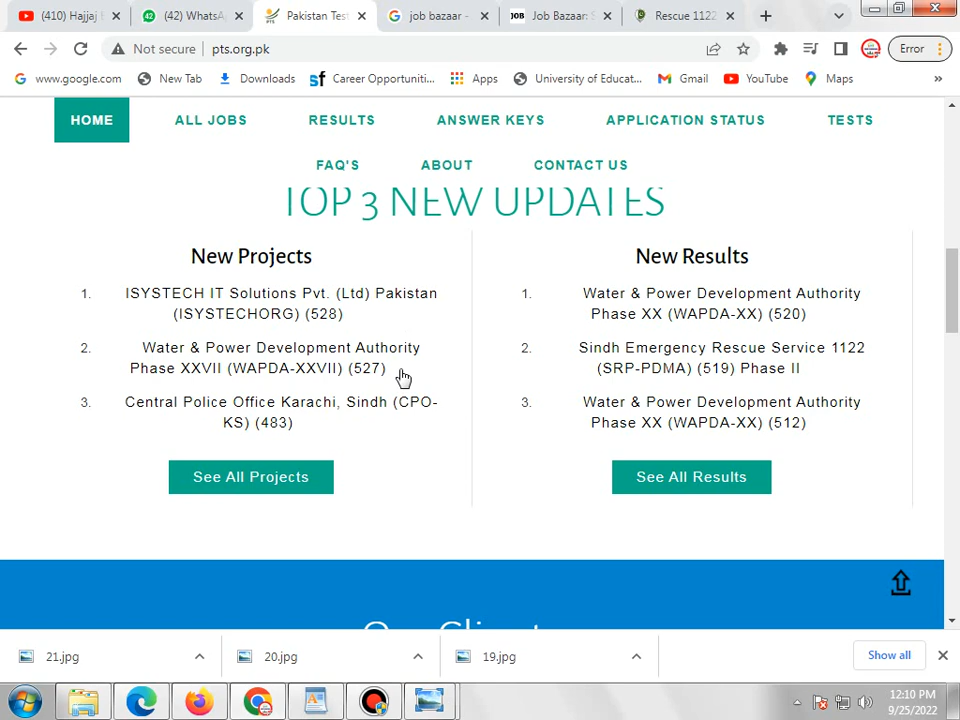 (410) Hajjaj
(42) WhatsA
Pakistan Tes
job bazaar -
Job Bazaar:
Rescue 1122
Not secure
pts.org.pk
Error
www.google.com
New Tab
Downloads
Career Opportuniti...
Apps
University of Educat...
Gmail
YouTube
Maps
»
HOME
ALL JOBS
RESULTS
ANSWER KEYS
APPLICATION STATUS
TESTS
FAQ'S
ABOUT
CONTACT US
TOP 3 NEW UPDATES
New Projects
1. ISYSTECH IT Solutions Pvt. (Ltd) Pakistan
(ISYSTECHORG) (528)
2. Water & Power Development Authority
Phase XXVII (WAPDA-XXVII) (527)
3. Central Police Office Karachi, Sindh (CPO-
KS) (483)
See All Projects
New Results
1. Water & Power Development Authority
Phase XX (WAPDA-XX) (520)
2. Sindh Emergency Rescue Service 1122
(SRP-PDMA) (519) Phase II
3. Water & Power Development Authority
Phase XX (WAPDA-XX) (512)
See All Results
21.jpg
20.jpg
19.jpg
Show all
12:10 PM
9/25/2022